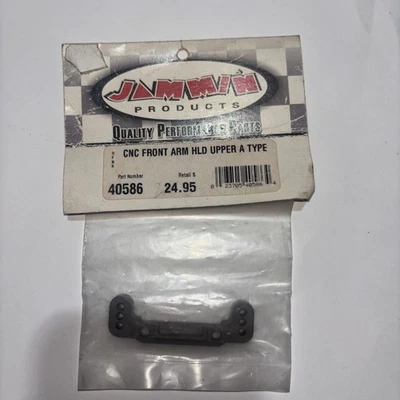 JAMMIN
PRODUCTS
QUALITY PERFORMANCE PARTS
CNC FRONT ARM HLD UPPER A TYPE
Part Number
Retail $
40586
24.95